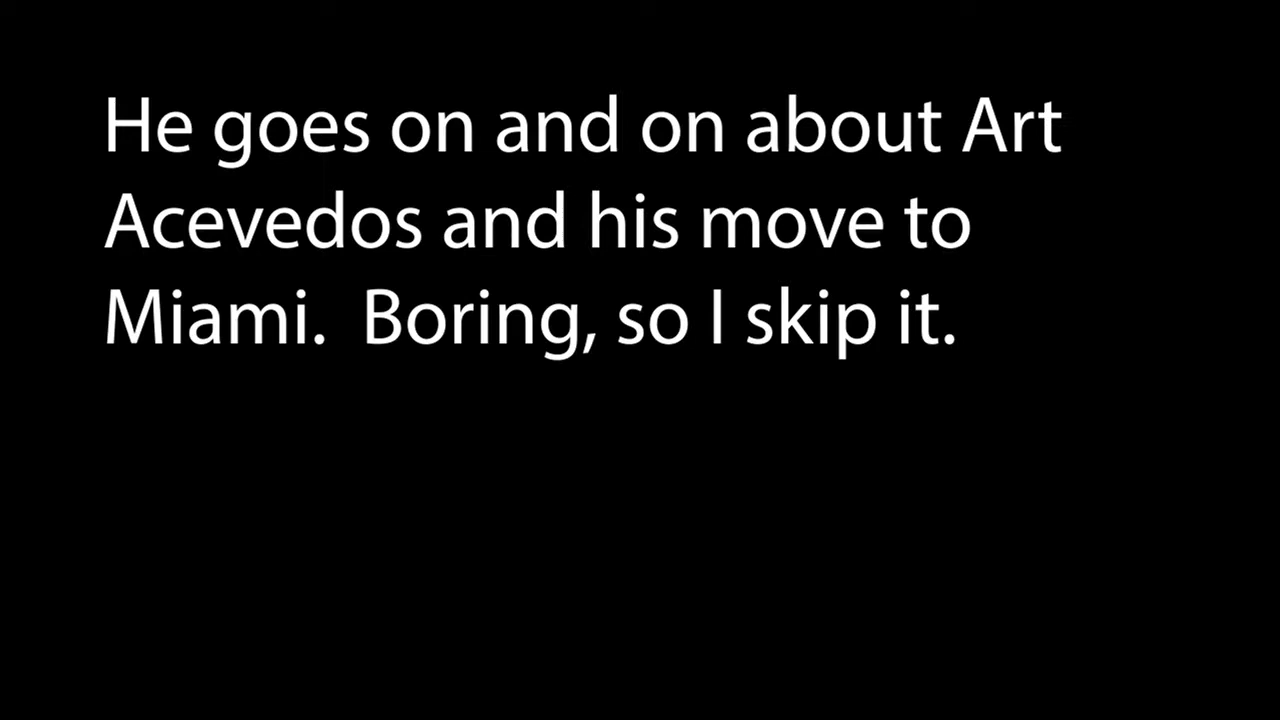 He goes on and on about Art
Acevedos and his move to
Miami.  Boring, so I skip it.